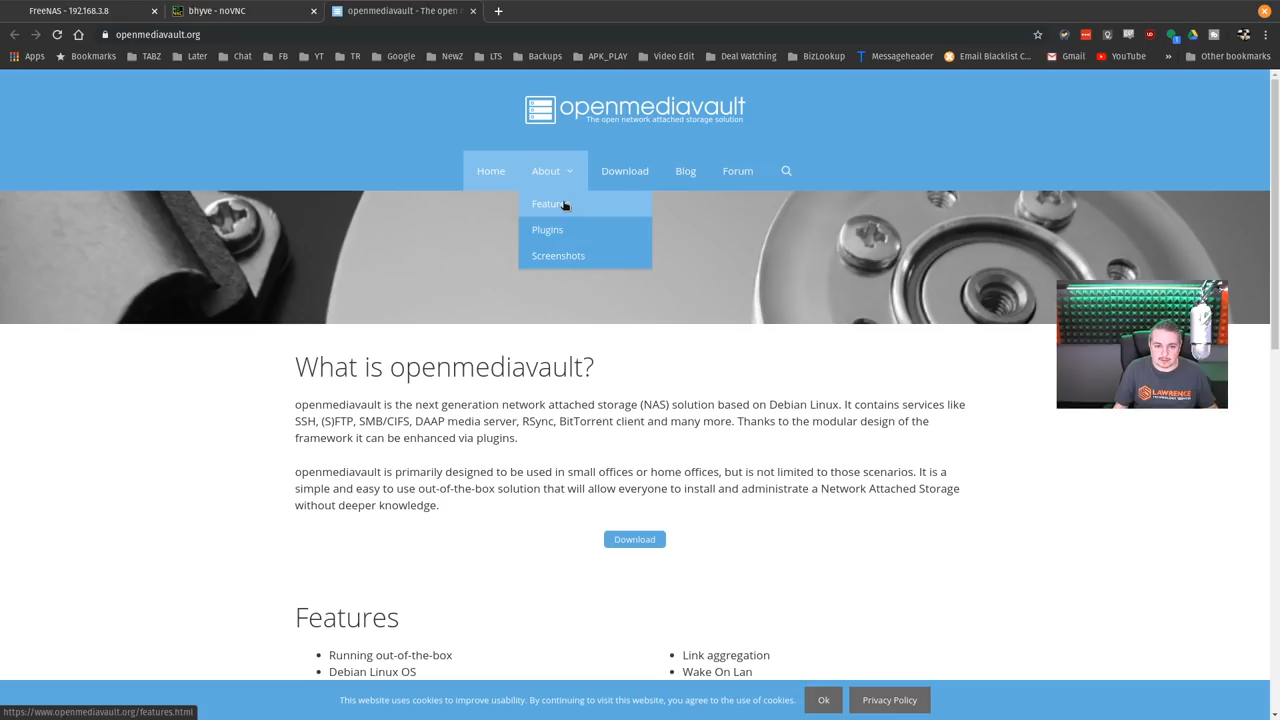 FreeNAS - 192.168.3.8
bhyve - noVNC
openmediavault - The open
openmediavault.org
Apps
Bookmarks
TABZ
Later
Chat
FB
YT
TR
Google
NewZ
LTS
Backups
APK_PLAY
Video Edit
Deal Watching
BizLookup
Messageheader
Email Blacklist C...
Gmail
YouTube
»
Other bookmarks
openmediavault
The open network attached storage solution
Home
About
Download
Blog
Forum
Plugins
Screenshots
LAWRENCE
What is openmediavault?
openmediavault is the next generation network attached storage (NAS) solution based on Debian Linux. It contains services like
SSH, (S)FTP, SMB/CIFS, DAAP media server, RSync, BitTorrent client and many more. Thanks to the modular design of the
framework it can be enhanced via plugins.
openmediavault is primarily designed to be used in small offices or home offices, but is not limited to those scenarios. It is a
simple and easy to use out-of-the-box solution that will allow everyone to install and administrate a Network Attached Storage
without deeper knowledge.
Download
Features
• Running out-of-the-box
• Debian Linux OS
• Link aggregation
• Wake On Lan
This website uses cookies to improve usability. By continuing to visit this website, you agree to the use of cookies.
Ok
Privacy Policy
https://www.openmediavault.org/features.html